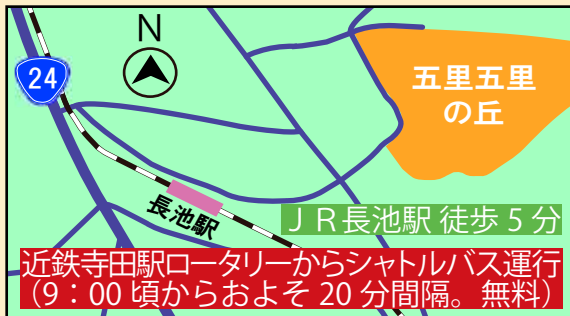 N
24
五里五里
の丘
長池駅
ＪＲ長池駅 徒歩 5 分
近鉄寺田駅ロータリーからシャトルバス運行
（9：00 頃からおよそ 20 分間隔。無料）